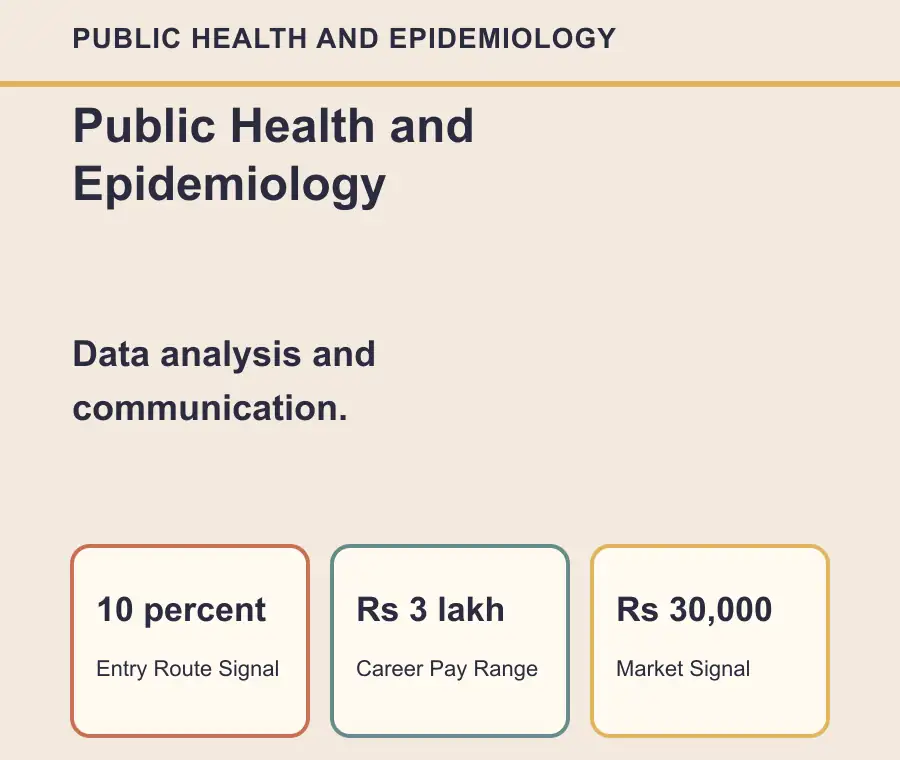 PUBLIC HEALTH AND EPIDEMIOLOGY
Public Health and
Epidemiology
Data analysis and
communication.
10 percent
Entry Route Signal
Rs 3 lakh
Career Pay Range
Rs 30,000
Market Signal